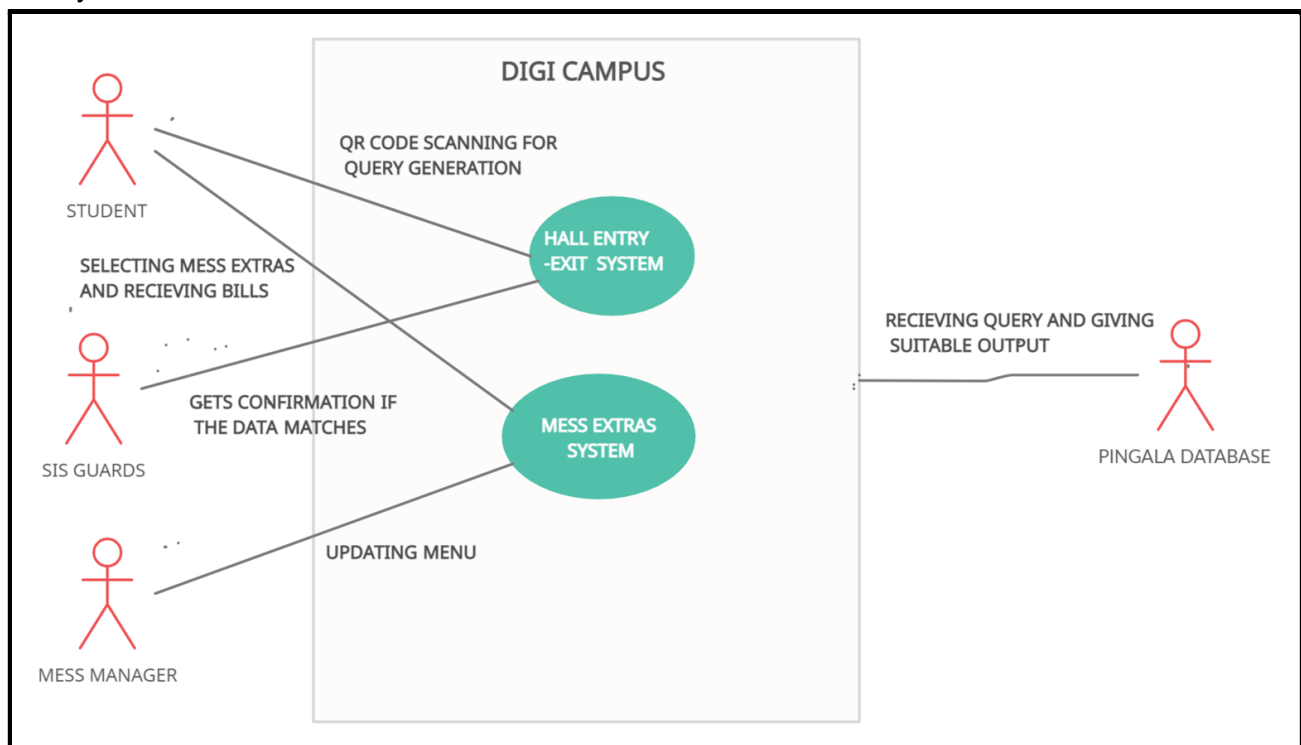 DIGI CAMPUS
QR CODE SCANNING FOR
QUERY GENERATION
STUDENT
HALL ENTRY
-EXIT SYSTEM
SELECTING MESS EXTRAS
AND RECIEVING BILLS
RECIEVING QUERY AND GIVING
SUITABLE OUTPUT
GETS CONFIRMATION IF
THE DATA MATCHES
MESS EXTRAS
SYSTEM
SIS GUARDS
PINGALA DATABASE
UPDATING MENU
MESS MANAGER